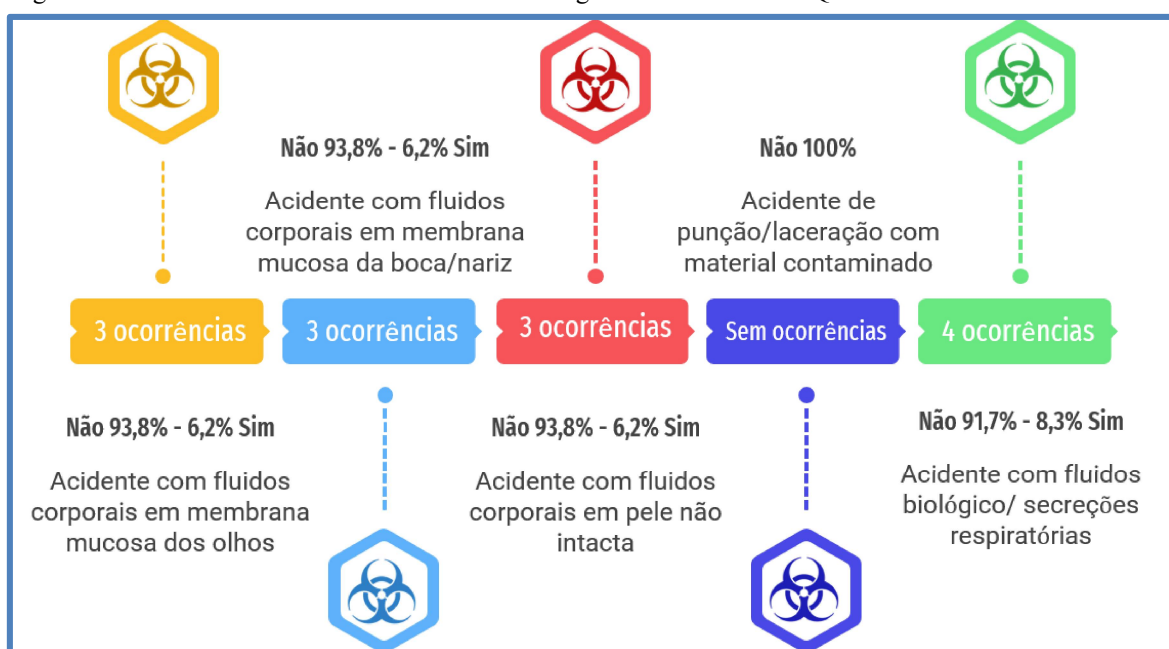 Não 93,8% - 6,2% Sim
Acidente com fluidos
corporais em membrana
mucosa da boca/nariz
Não 100%
Acidente de
punção/laceração com
material contaminado
3 ocorrências
3 ocorrências
3 ocorrências
Sem ocorrências
4 ocorrências
Não 93,8% - 6,2% Sim
Acidente com fluidos
corporais em membrana
mucosa dos olhos
Não 93,8% - 6,2% Sim
Acidente com fluidos
corporais em pele não
intacta
Não 91,7% - 8,3% Sim
Acidente com fluidos
biológico/ secreções
respiratórias